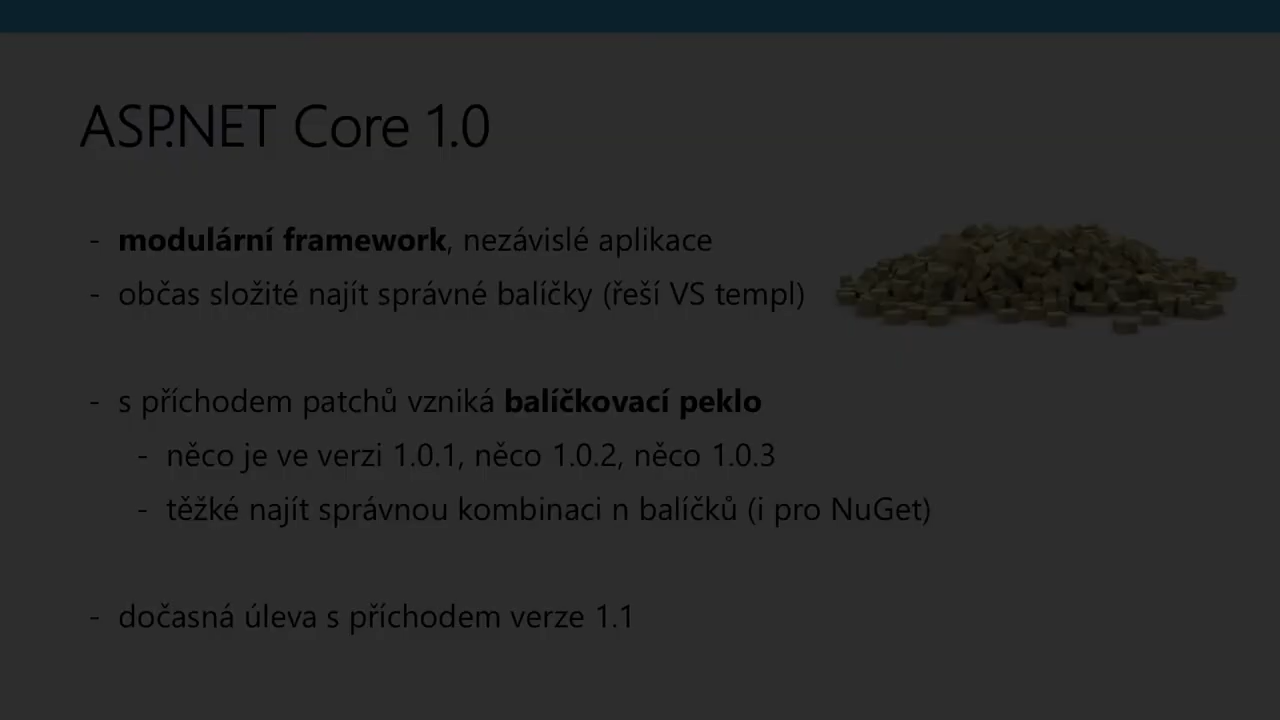 ASP.NET Core 1.0
- modulární framework, nezávislé aplikace
- občas složité najít správné balíčky (řeší VS templ)
- s příchodem patchů vzniká balíčkovací peklo
- něco je ve verzi 1.0.1, něco 1.0.2, něco 1.0.3
- těžké najít správnou kombinaci n balíčků (i pro NuGet)
- dočasná úleva s příchodem verze 1.1